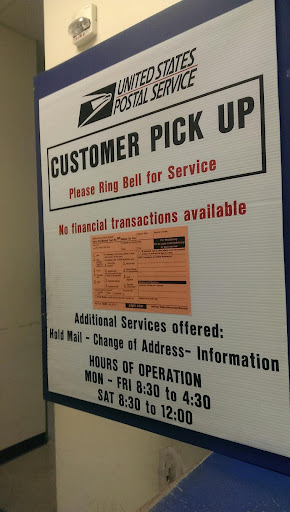 UNITED STATES
POSTAL SERVICE
CUSTOMER PICK UP
Please Ring Bell for Service
No financial transactions available
Additional Services offered:
Hold Mail - Change of Address- Information
HOURS OF OPERATION
MON - FRI 8:30 to 4:30
SAT 8:30 to 12:00